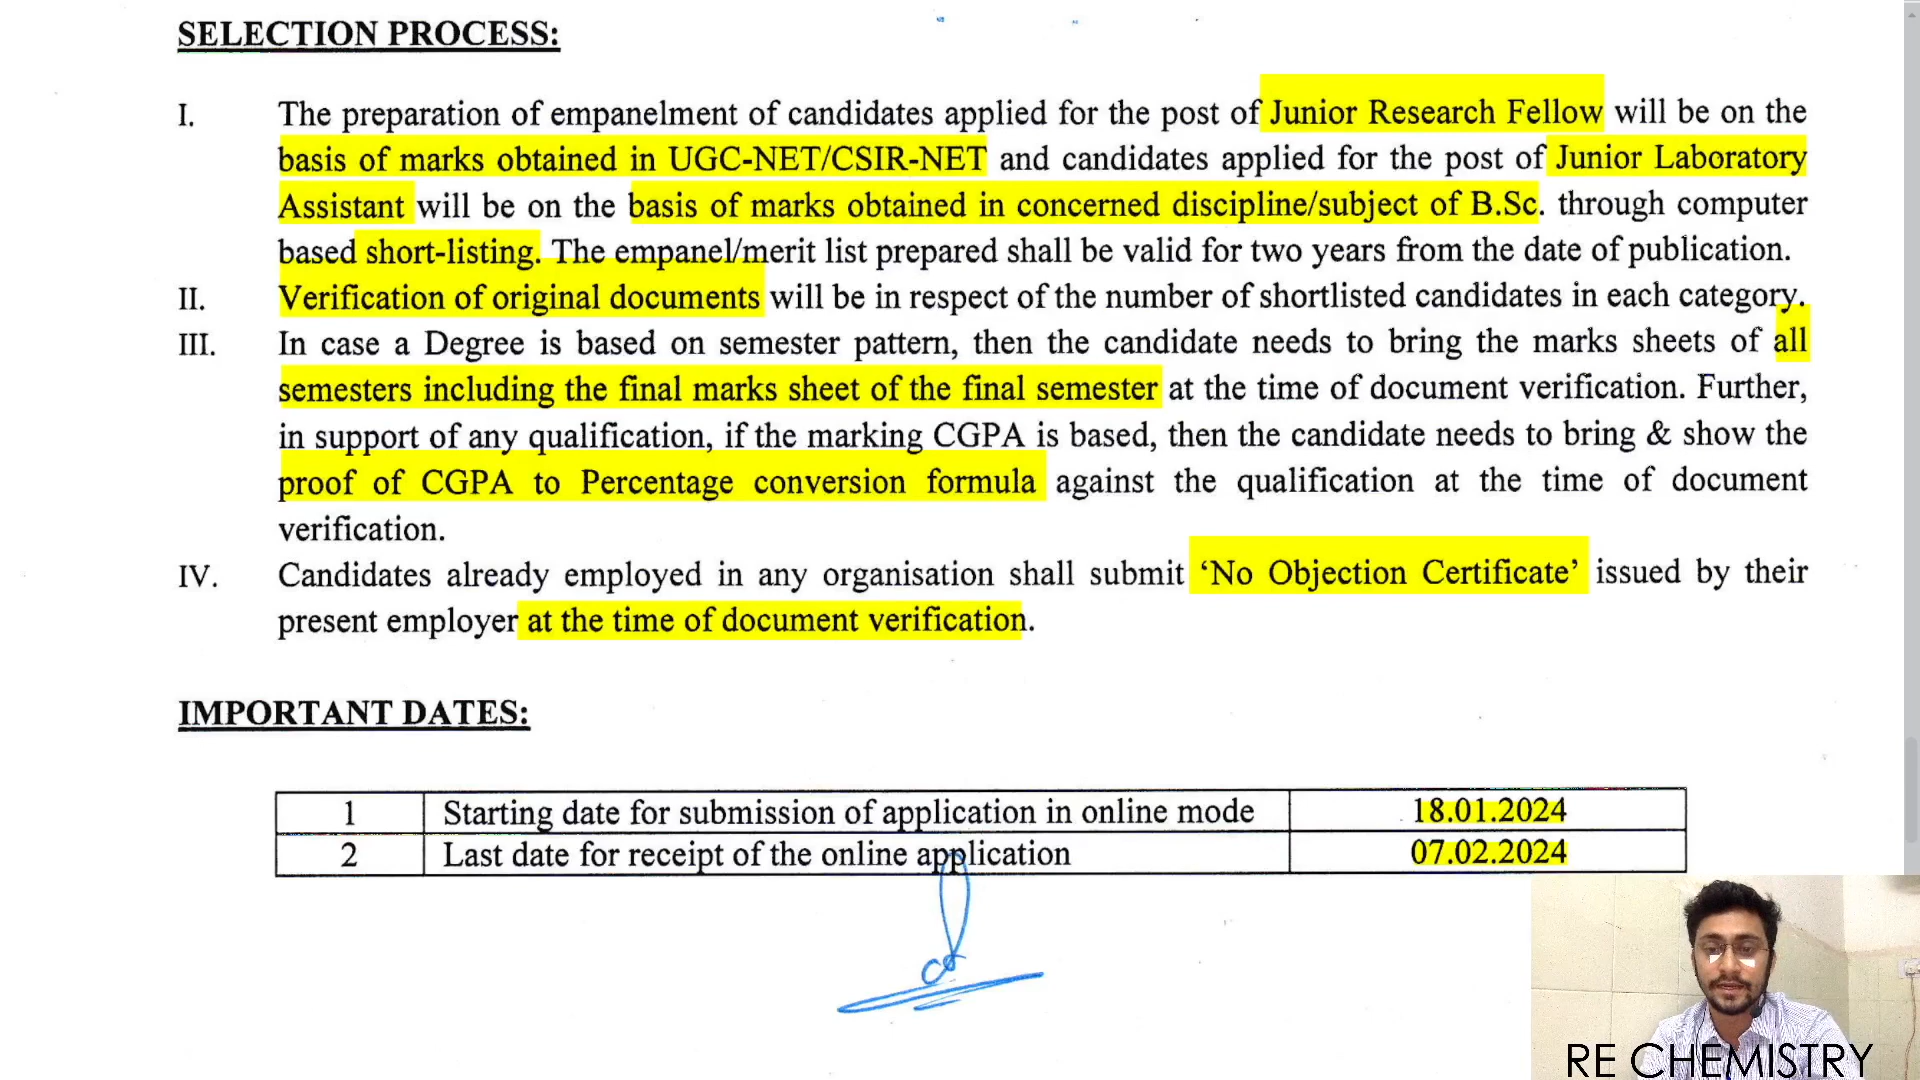 SELECTION PROCESS:
I. The preparation of empanelment of candidates applied for the post of Junior Research Fellow will be on the
basis of marks obtained in UGC-NET/CSIR-NET and candidates applied for the post of Junior Laboratory
Assistant will be on the basis of marks obtained in concerned discipline/subject of B.Sc. through computer
based short-listing. The empanel/merit list prepared shall be valid for two years from the date of publication.
II. Verification of original documents will be in respect of the number of shortlisted candidates in each category.
III. In case a Degree is based on semester pattern, then the candidate needs to bring the marks sheets of all
semesters including the final marks sheet of the final semester at the time of document verification. Further,
in support of any qualification, if the marking CGPA is based, then the candidate needs to bring & show the
proof of CGPA to Percentage conversion formula against the qualification at the time of document
verification.
IV. Candidates already employed in any organisation shall submit ‘No Objection Certificate’ issued by their
present employer at the time of document verification.
IMPORTANT DATES:
1 Starting date for submission of application in online mode 18.01.2024
2 Last date for receipt of the online application 07.02.2024
RE CHEMISTRY